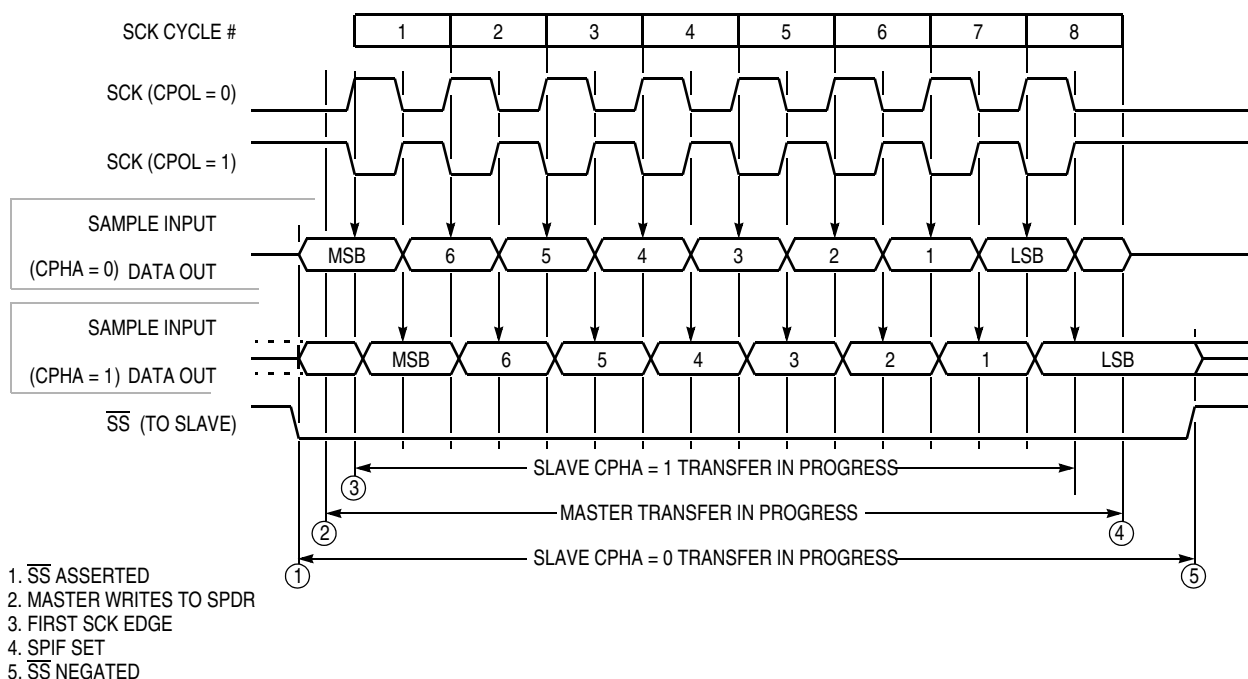 SCK CYCLE # 1 2 3 4 5 6 7 8
SCK (CPOL = 0)
SCK (CPOL = 1)
SAMPLE INPUT
(CPHA = 0) DATA OUT MSB 6 5 4 3 2 1 LSB
SAMPLE INPUT
(CPHA = 1) DATA OUT MSB 6 5 4 3 2 1 LSB
S̅S̅ (TO SLAVE)
SLAVE CPHA = 1 TRANSFER IN PROGRESS
3
MASTER TRANSFER IN PROGRESS
2 4
SLAVE CPHA = 0 TRANSFER IN PROGRESS
1 5
1. S̅S̅ ASSERTED
2. MASTER WRITES TO SPDR
3. FIRST SCK EDGE
4. SPIF SET
5. S̅S̅ NEGATED